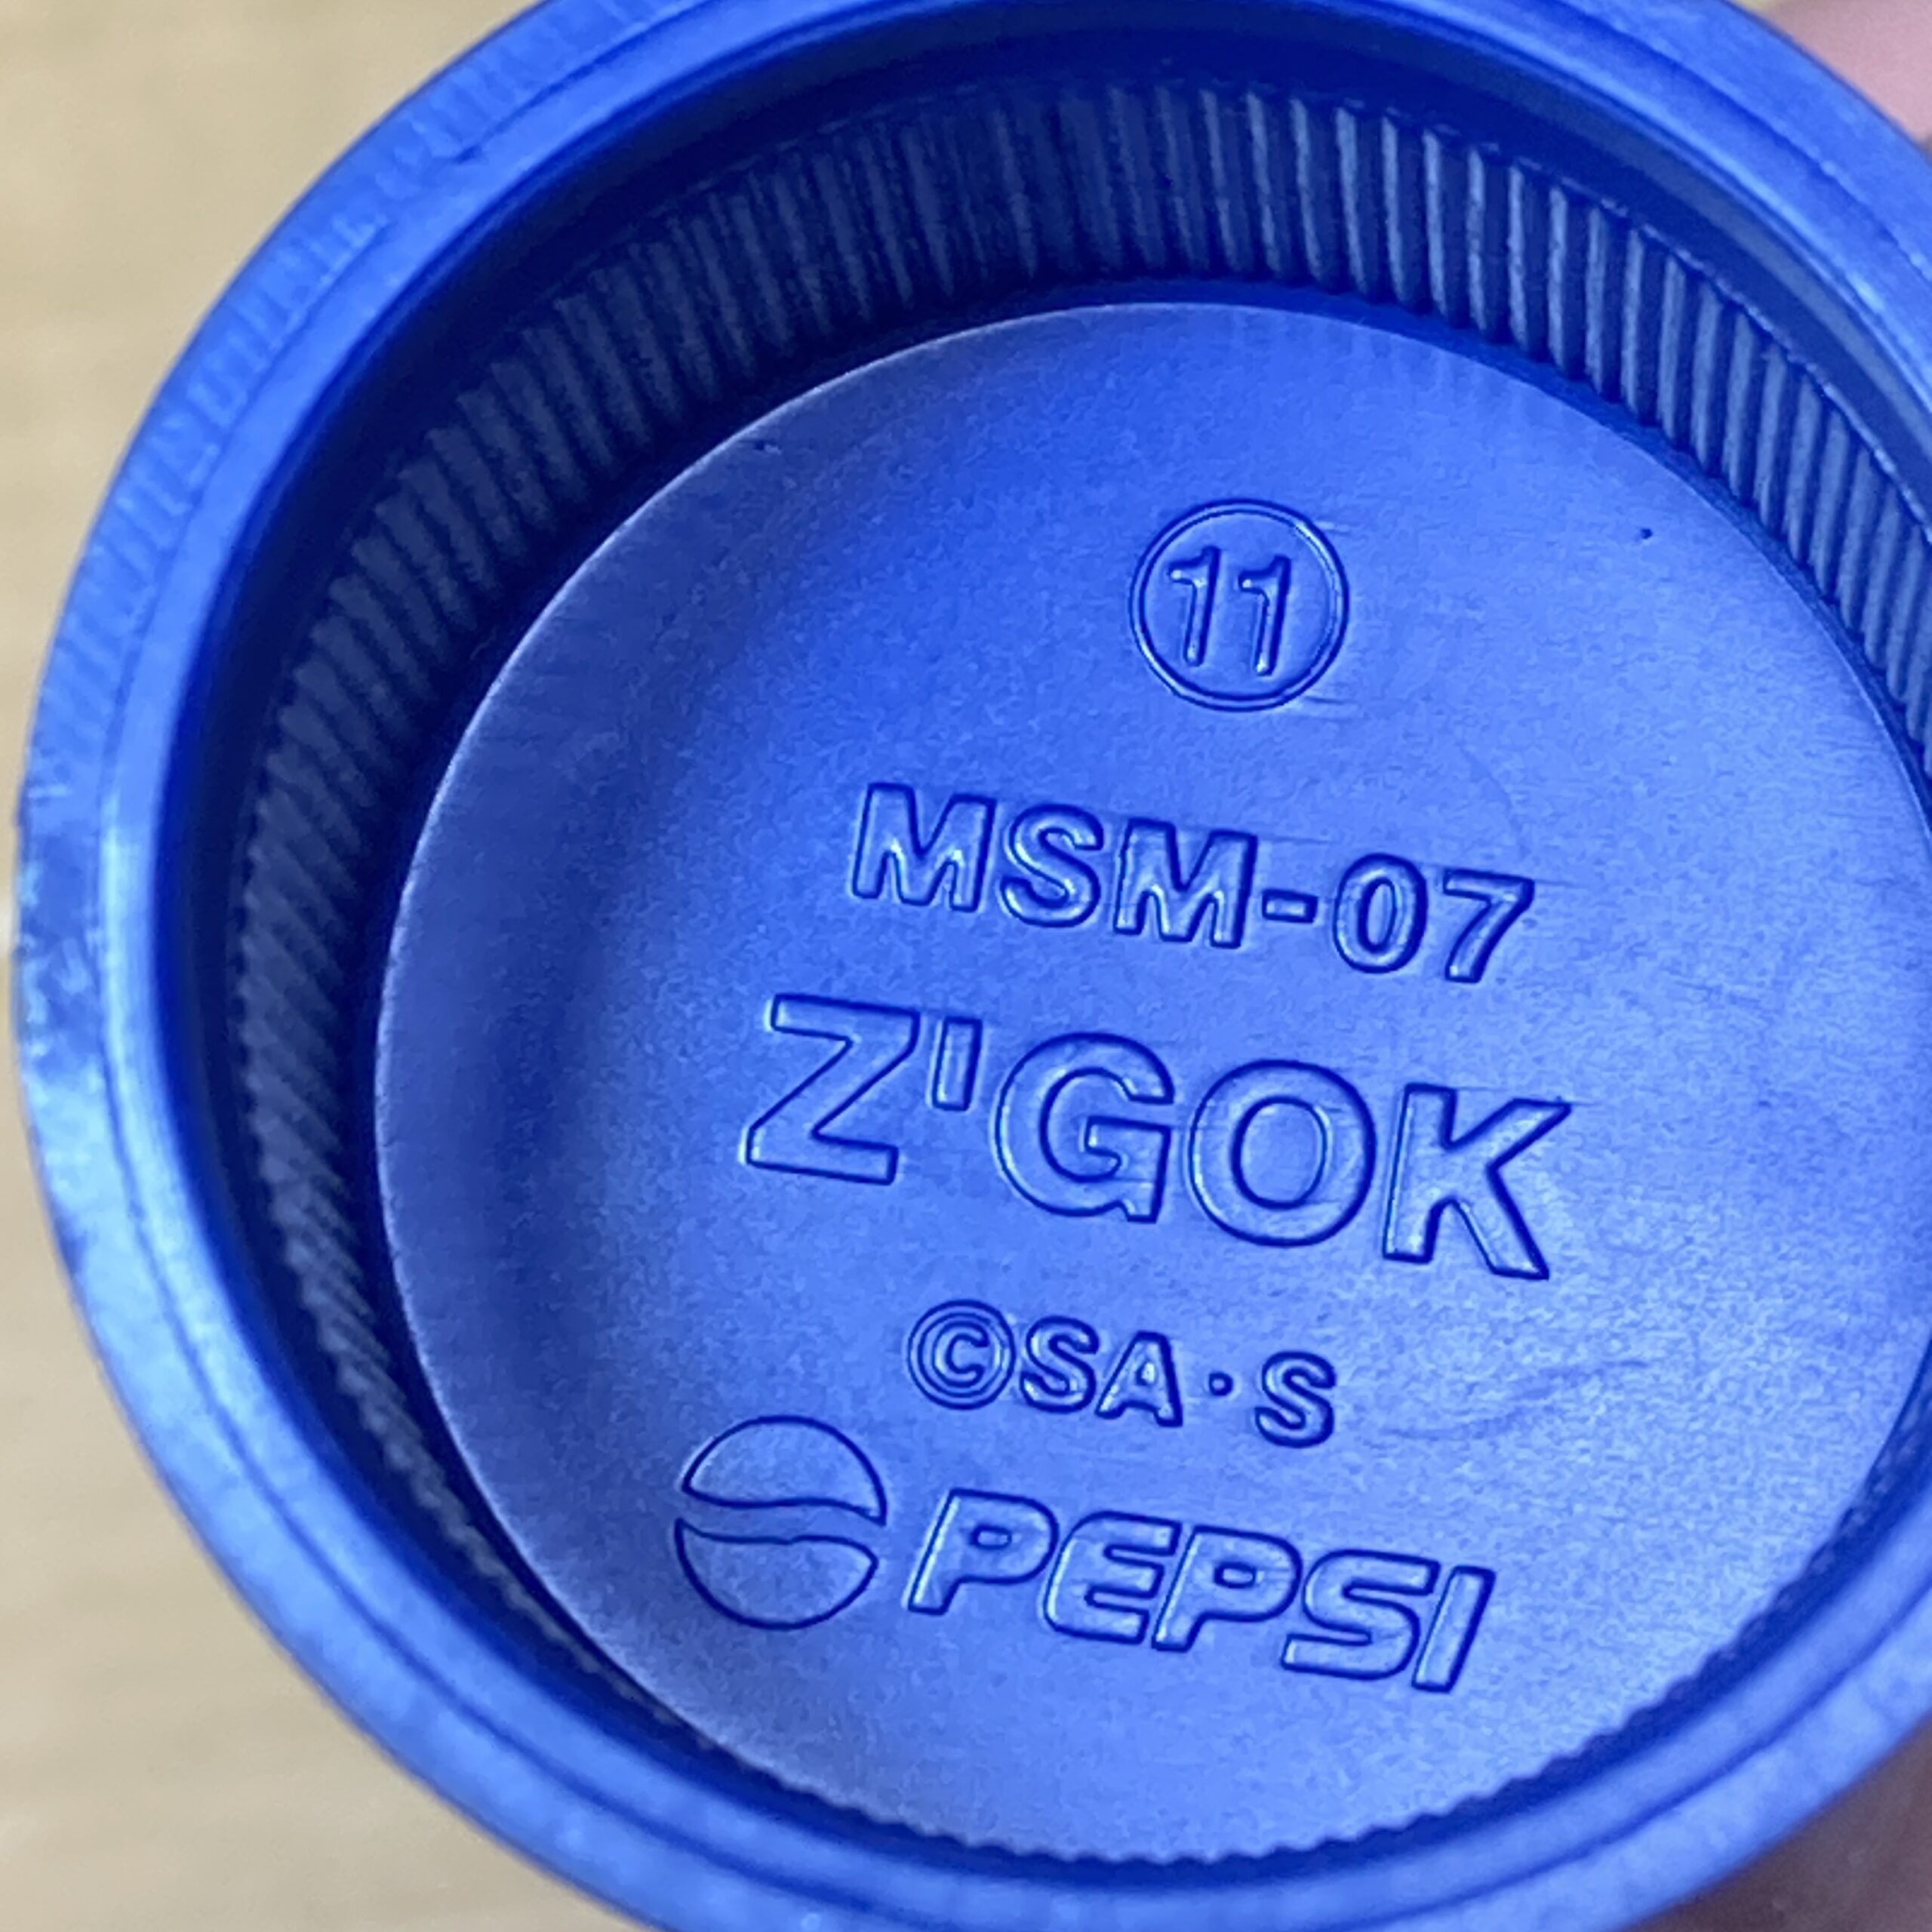 11
MSM-07
Z'GOK
©SA・S
PEPSI